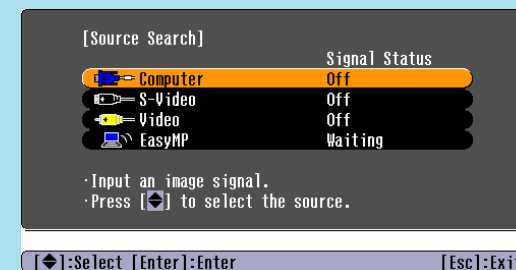 [Source Search]
Signal Status
Computer Off
S-Video Off
Video Off
EasyMP Waiting
·Input an image signal.
·Press [◆] to select the source.
[◆]:Select [Enter]:Enter [Esc]:Exit